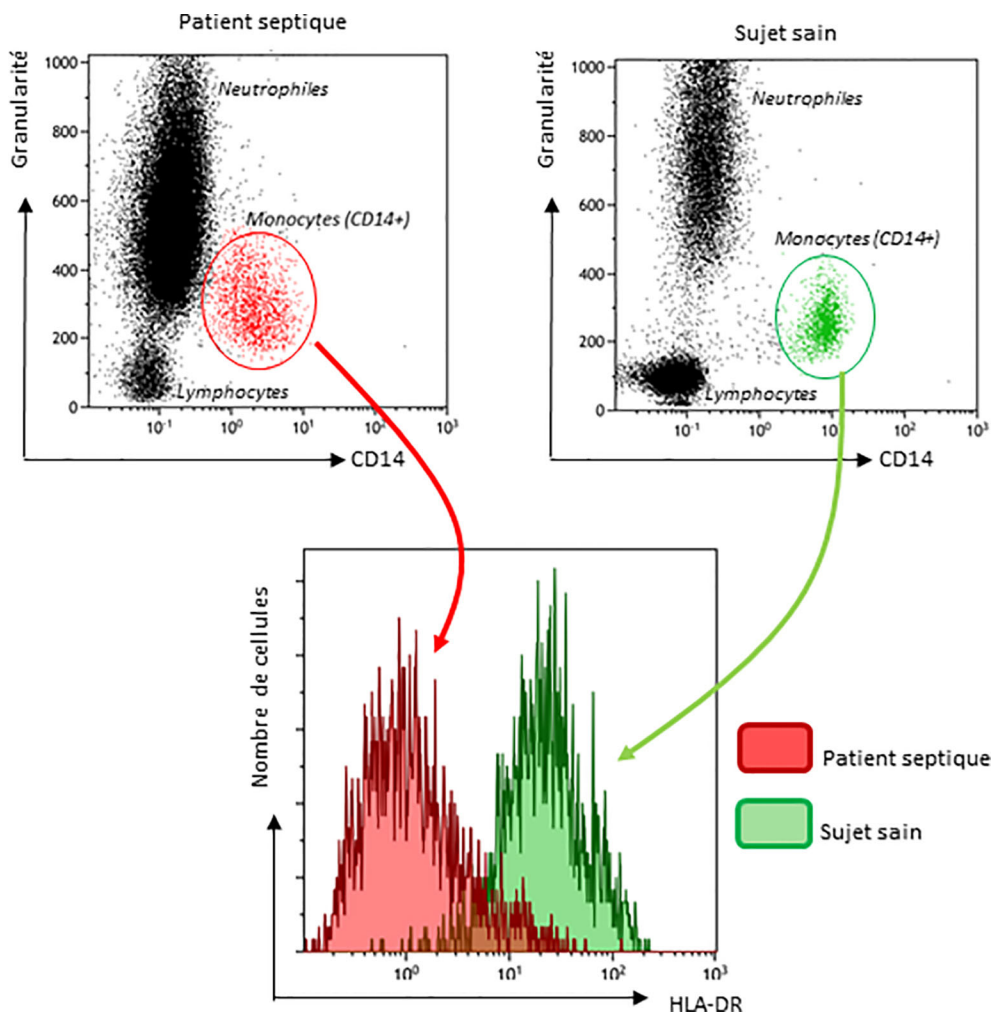 Patient septique
Granularité
1000
800
600
400
200
0
Neutrophiles
Monocytes (CD14+)
Lymphocytes
10-1
100
101
102
103
CD14
Sujet sain
Granularité
1000
800
600
400
200
0
Neutrophiles
Monocytes (CD14+)
Lymphocytes
10-1
100
101
102
103
CD14
Nombre de cellules
100
101
102
103
HLA-DR
Patient septique
Sujet sain